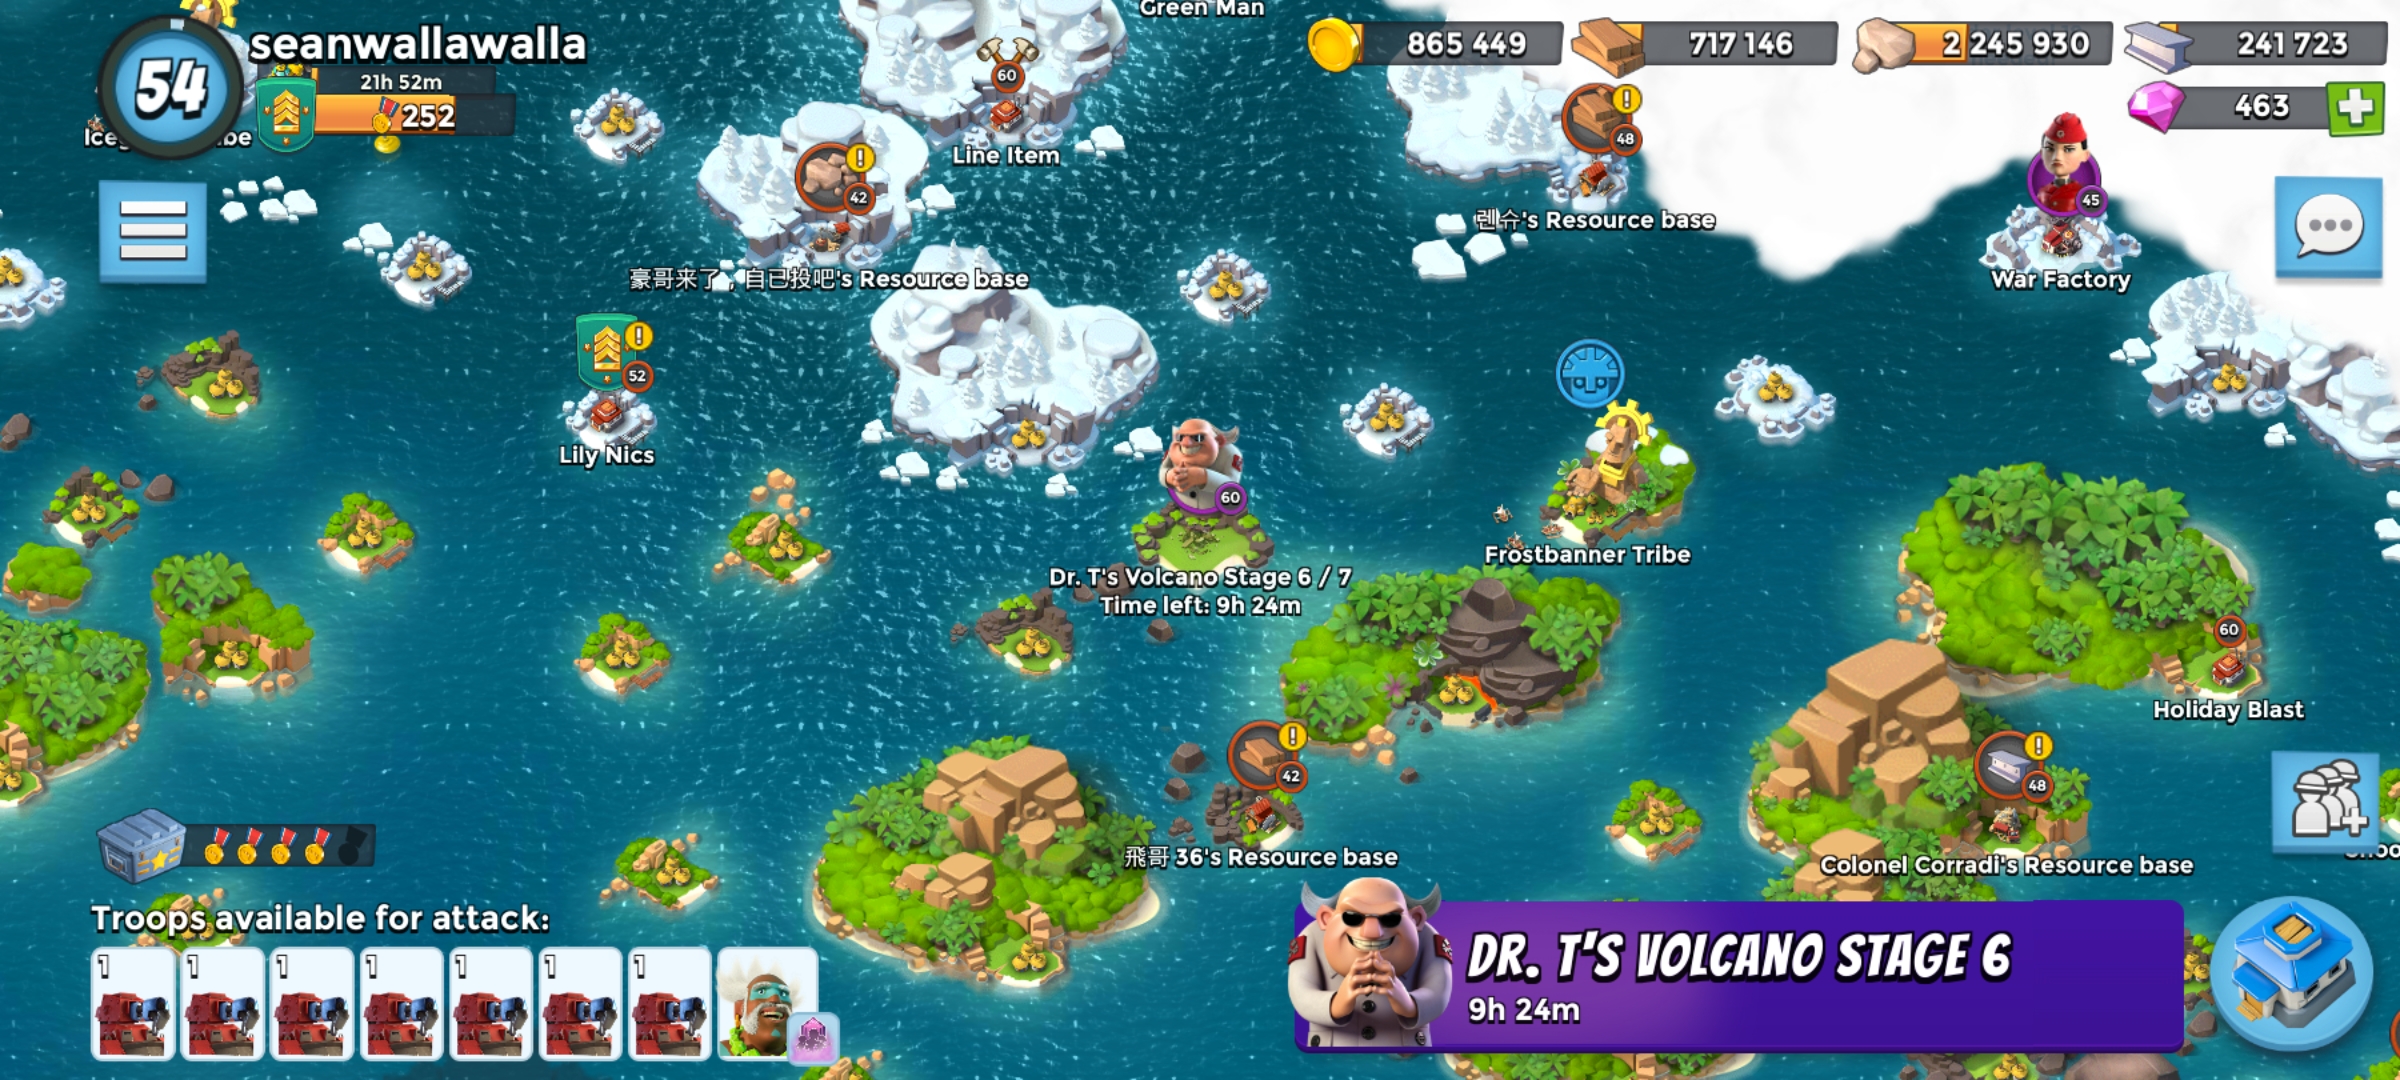 Green Man
54
seanwallawalla
21h 52m
252
865 449
717 146
2 245 930
241 723
463
60
Line Item
!
42
豪哥来了，自已投吧's Resource base
!
48
렌슈's Resource base
45
War Factory
!
52
Lily Nics
60
Dr. T's Volcano Stage 6 / 7
Time left: 9h 24m
Frostbanner Tribe
60
Holiday Blast
!
42
飛哥 36's Resource base
!
48
Colonel Corradi's Resource base
Troops available for attack:
1
1
1
1
1
1
1
DR. T'S VOLCANO STAGE 6
9h 24m